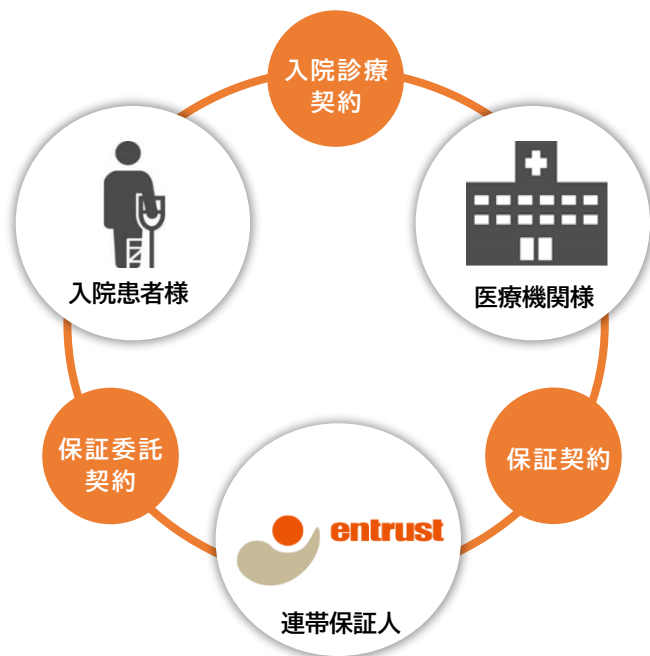 入院診療
契約
入院患者様
医療機関様
保証委託
契約
保証契約
entrust
連帯保証人